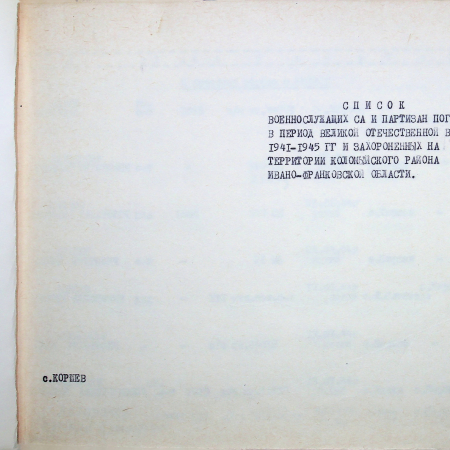 СПИСОК
ВОЕННОСЛУЖАЩИХ СА И ПАРТИЗАН ПОГ
В ПЕРИОД ВЕЛИКОЙ ОТЕЧЕСТВЕННОЙ В
1941-1945 ГГ И ЗАХОРОНЕННЫХ НА
ТЕРРИТОРИИ КОЛОМЫЙСКОГО РАЙОНА
ИВАНО-ФРАНКОВСКОЙ ОБЛАСТИ.
с.КОРШЕВ